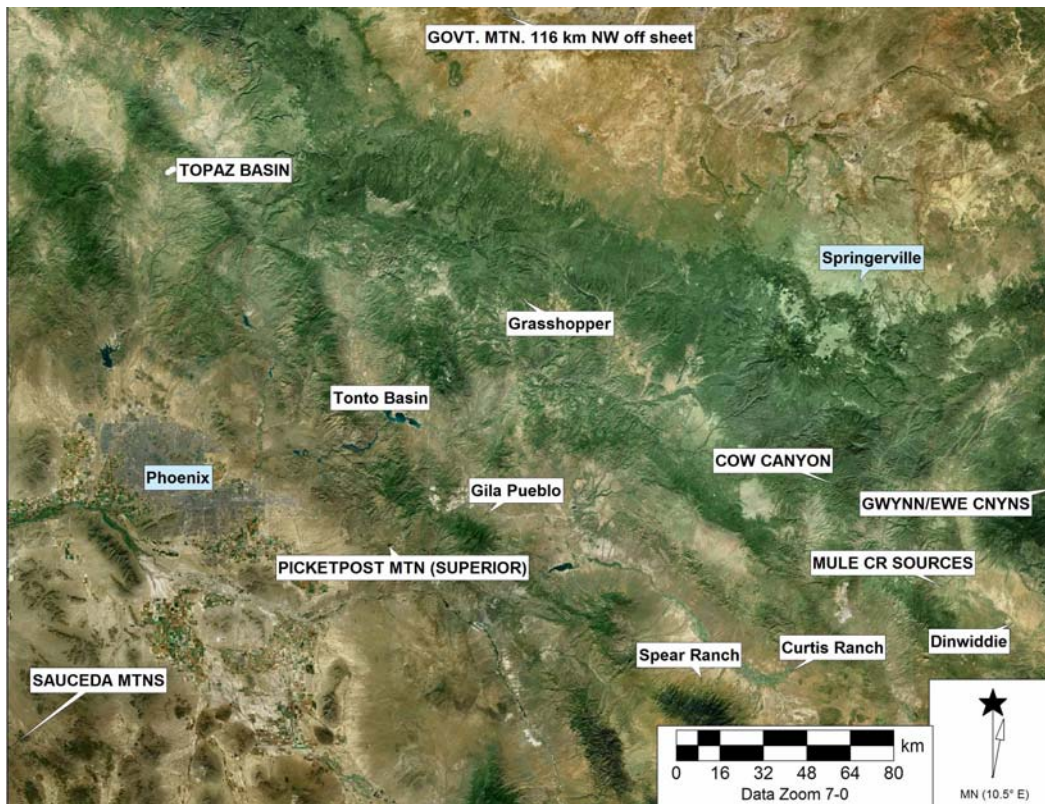 GOVT. MTN. 116 km NW off sheet
TOPAZ BASIN
Springerville
Grasshopper
Tonto Basin
COW CANYON
Phoenix
Gila Pueblo
GWYNN/EWE CNYNS
PICKETPOST MTN (SUPERIOR)
MULE CR SOURCES
Spear Ranch
Curtis Ranch
Dinwiddie
SAUCEDA MTNS
km
0 16 32 48 64 80
Data Zoom 7-0
MN (10.5° E)